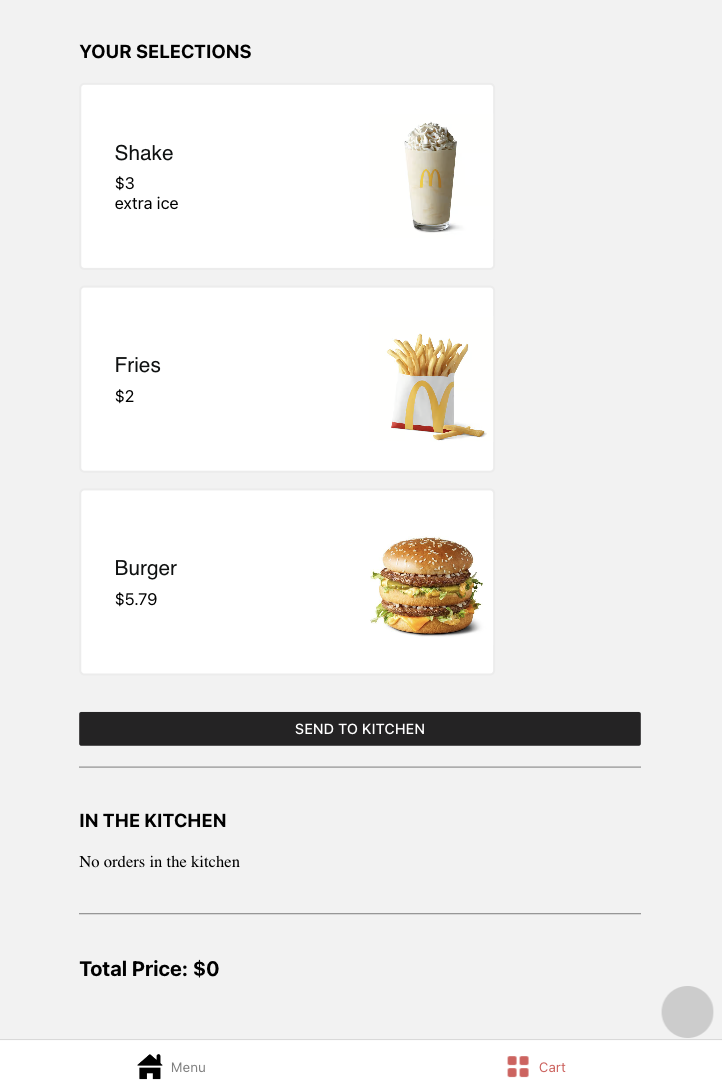 YOUR SELECTIONS
Shake
$3
extra ice
Fries
$2
Burger
$5.79
SEND TO KITCHEN
IN THE KITCHEN
No orders in the kitchen
Total Price: $0
Menu
Cart